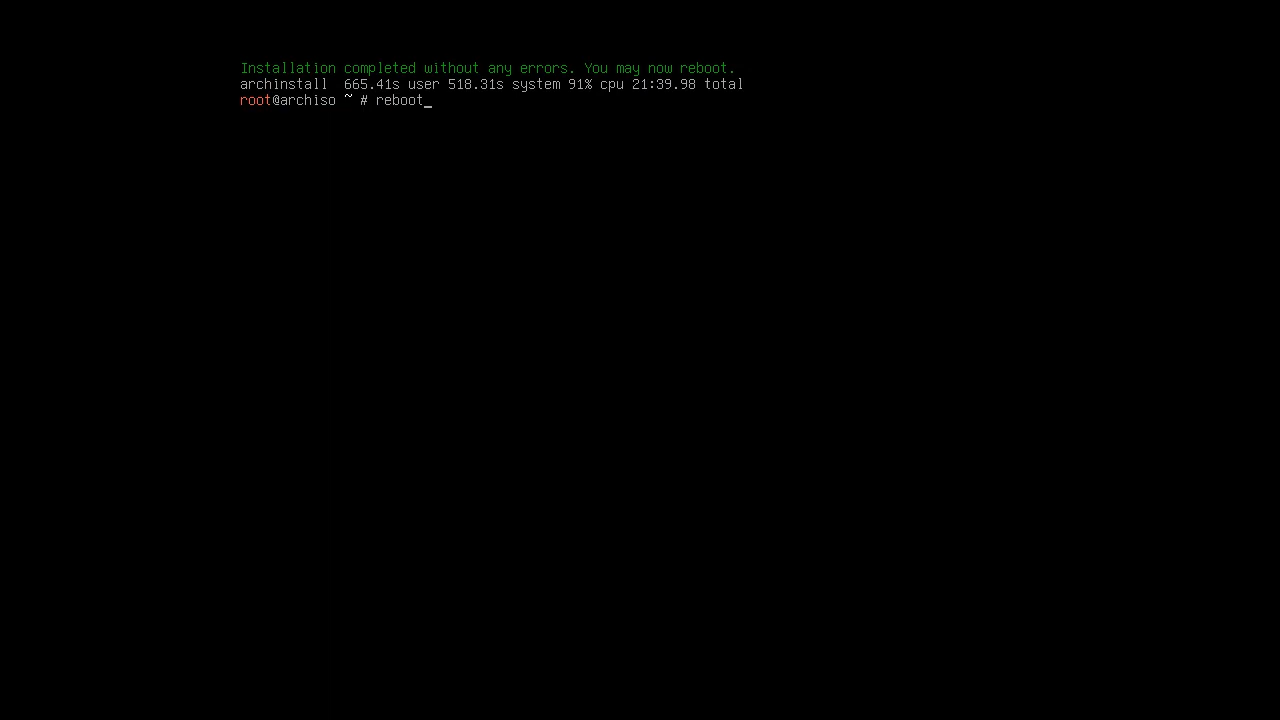 Installation completed without any errors. You may now reboot.
archinstall  665.41s user 518.31s system 91% cpu 21:39.98 total
root@archiso ~ # reboot_